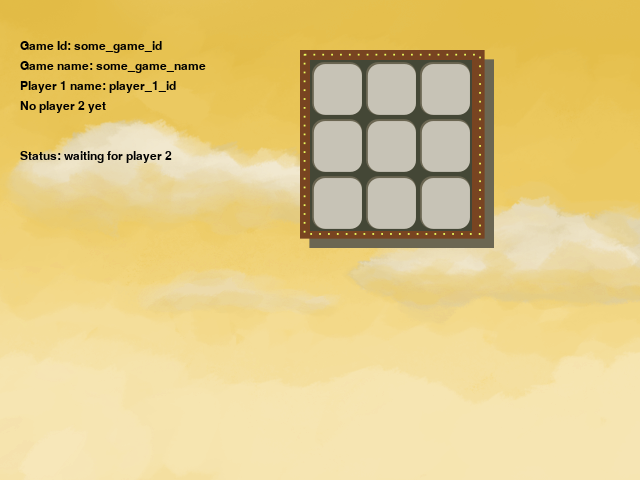 Game Id: some_game_id
Game name: some_game_name
Player 1 name: player_1_id
No player 2 yet
Status: waiting for player 2